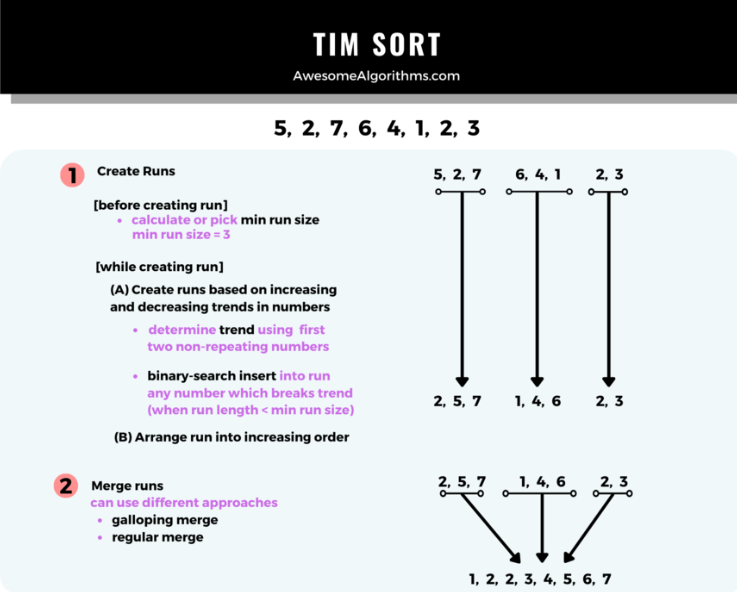 TIM SORT
AwesomeAlgorithms.com
5, 2, 7, 6, 4, 1, 2, 3
1 Create Runs
[before creating run]
• calculate or pick min run size
min run size = 3
[while creating run]
(A) Create runs based on increasing
and decreasing trends in numbers
• determine trend using first
two non-repeating numbers
• binary-search insert into run
any number which breaks trend
(when run length < min run size)
(B) Arrange run into increasing order
5, 2, 7 6, 4, 1 2, 3
2, 5, 7 1, 4, 6 2, 3
2 Merge runs
can use different approaches
• galloping merge
• regular merge
2, 5, 7 1, 4, 6 2, 3
1, 2, 2, 3, 4, 5, 6, 7